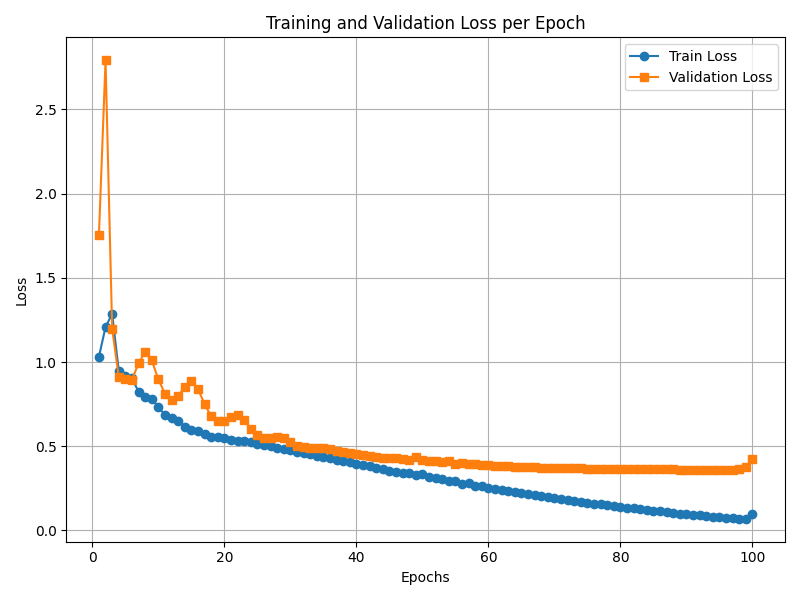 Training and Validation Loss per Epoch
Train Loss
Validation Loss
2.5
2.0
1.5
1.0
0.5
0.0
Loss
0 20 40 60 80 100
Epochs